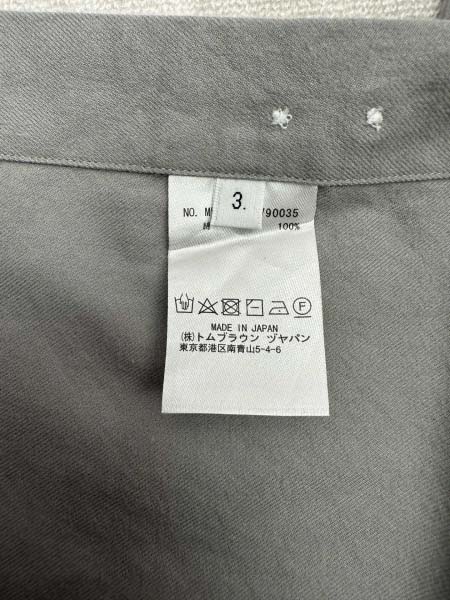 3.
NO. M 90035
M 100%
F
MADE IN JAPAN
(株)トムブラウン ヅャパン
東京都港区南青山5-4-6